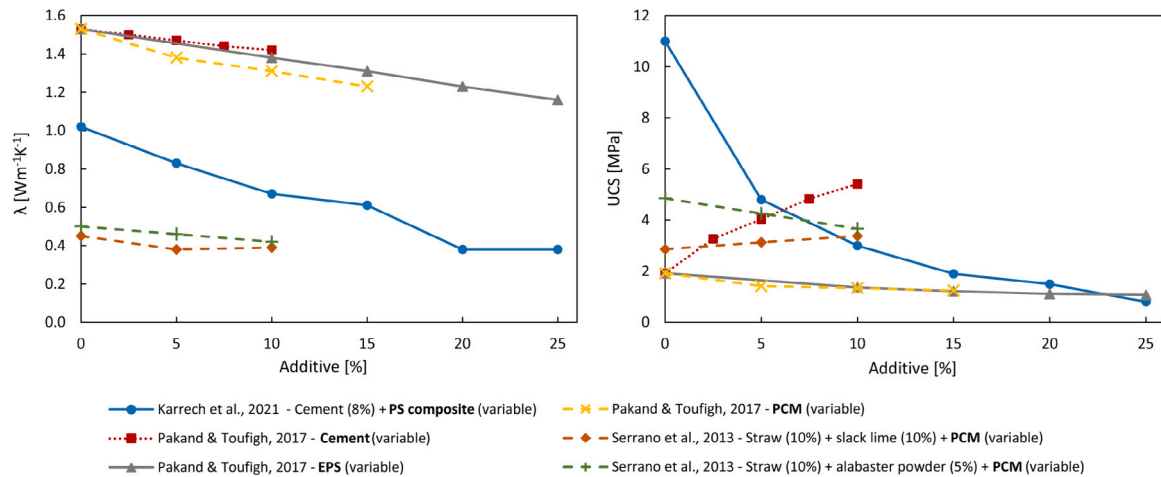 1.6
1.4
1.2
1.0
0.8
0.6
0.4
0.2
0.0
λ [Wm⁻¹K⁻¹]
0 5 10 15 20 25
Additive [%]
12
10
8
6
4
2
0
UCS [MPa]
0 5 10 15 20 25
Additive [%]
Karrech et al., 2021 - Cement (8%) + PS composite (variable)
Pakand & Toufigh, 2017 - PCM (variable)
Pakand & Toufigh, 2017 - Cement (variable)
Serrano et al., 2013 - Straw (10%) + slack lime (10%) + PCM (variable)
Pakand & Toufigh, 2017 - EPS (variable)
Serrano et al., 2013 - Straw (10%) + alabaster powder (5%) + PCM (variable)